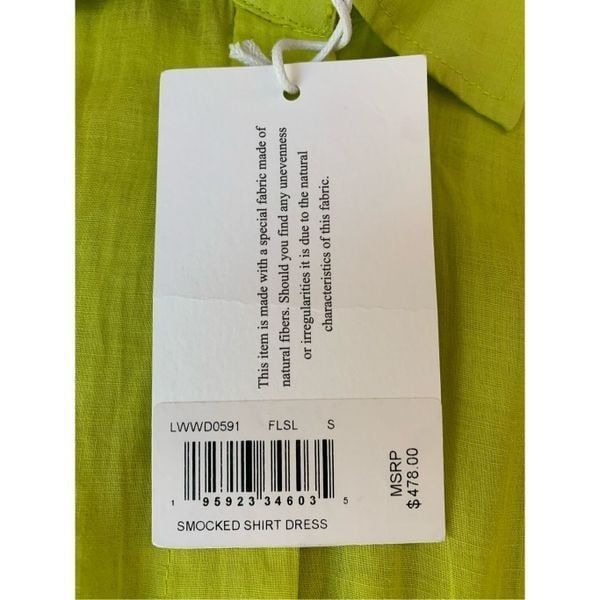 This item is made with a special fabric made of
natural fibers. Should you find any unevenness
or irregularities it is due to the natural
characteristics of this fabric.
LWWD0591 FLSL S
1 95923 34603 5
SMOCKED SHIRT DRESS
MSRP
$478.00